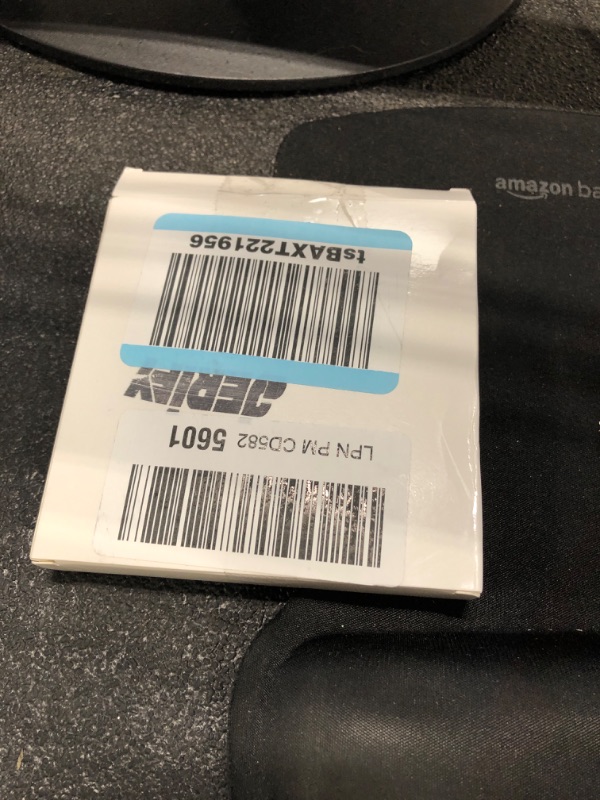 amazon ba
tsBAXT221956
LPN PM CD582 5601